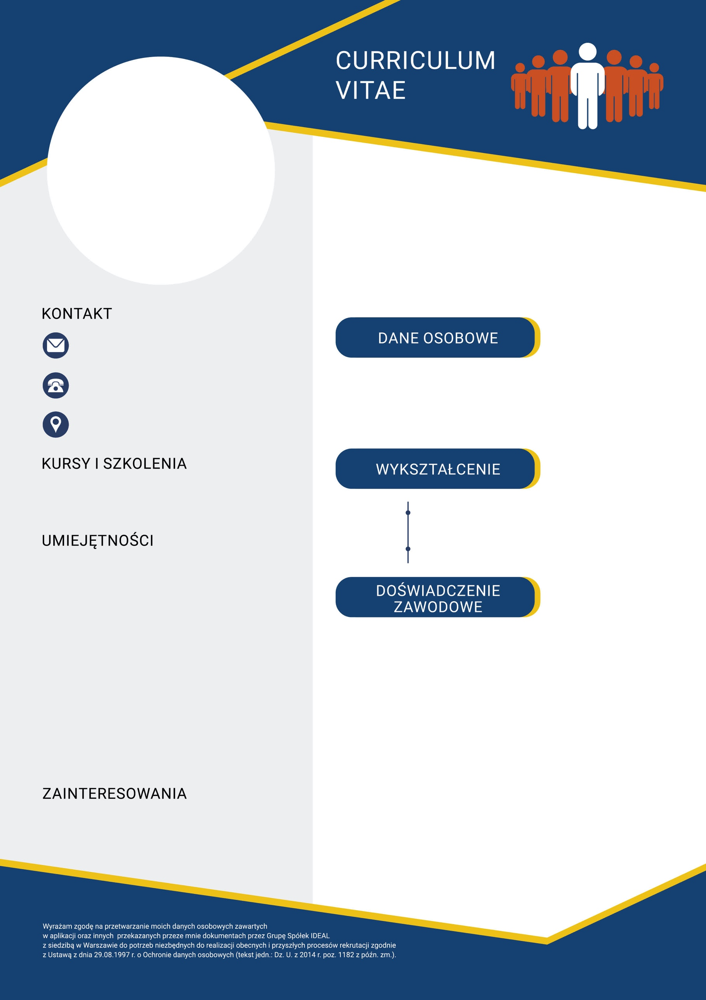 CURRICULUM
VITAE
KONTAKT
KURSY I SZKOLENIA
UMIEJĘTNOŚCI
ZAINTERESOWANIA
DANE OSOBOWE
WYKSZTAŁCENIE
DOŚWIADCZENIE
ZAWODOWE
Wyrażam zgodę na przetwarzanie moich danych osobowych zawartych
w aplikacji oraz innych  przekazanych przeze mnie dokumentach przez Grupę Spółek IDEAL
z siedzibą w Warszawie do potrzeb niezbędnych do realizacji obecnych i przyszłych procesów rekrutacji zgodnie
z Ustawą z dnia 29.08.1997 r. o Ochronie danych osobowych (tekst jedn.: Dz. U. z 2014 r. poz. 1182 z późn. zm.).